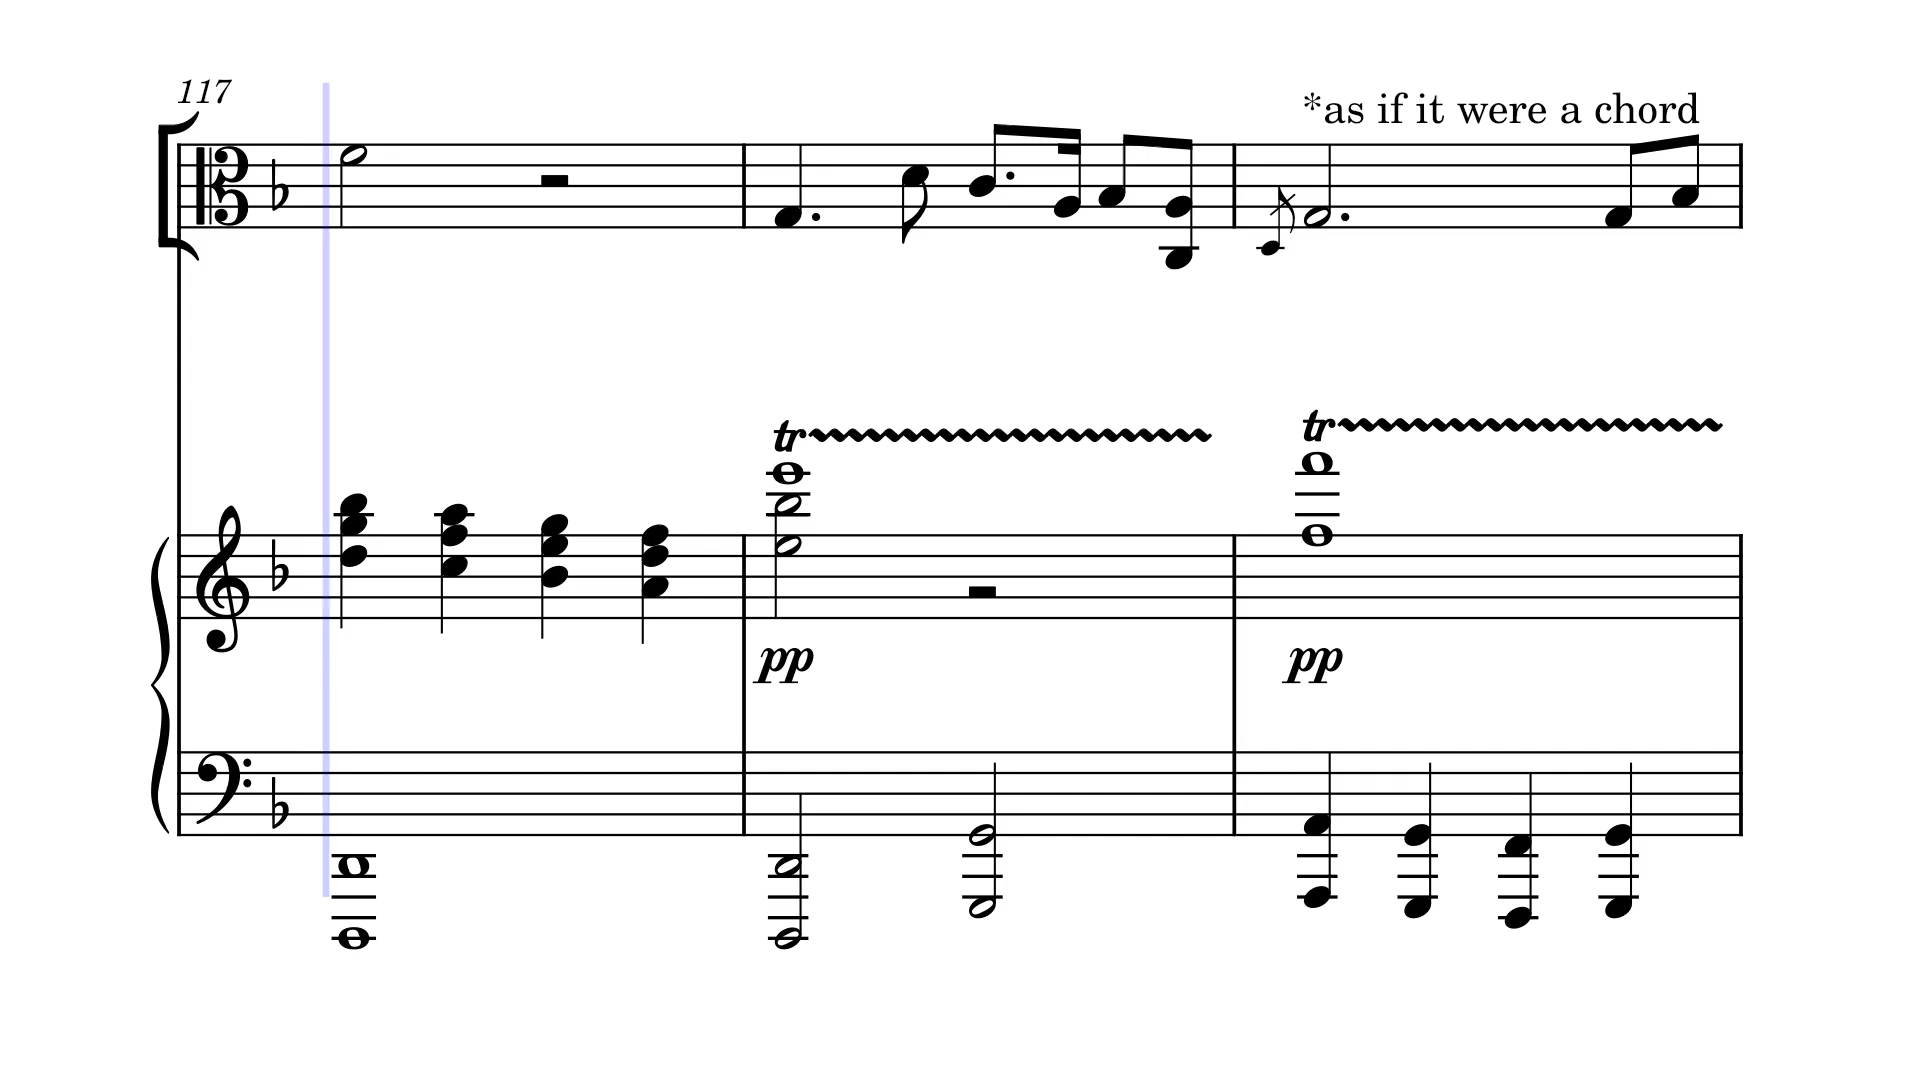 117
*as if it were a chord
tr tr
pp pp